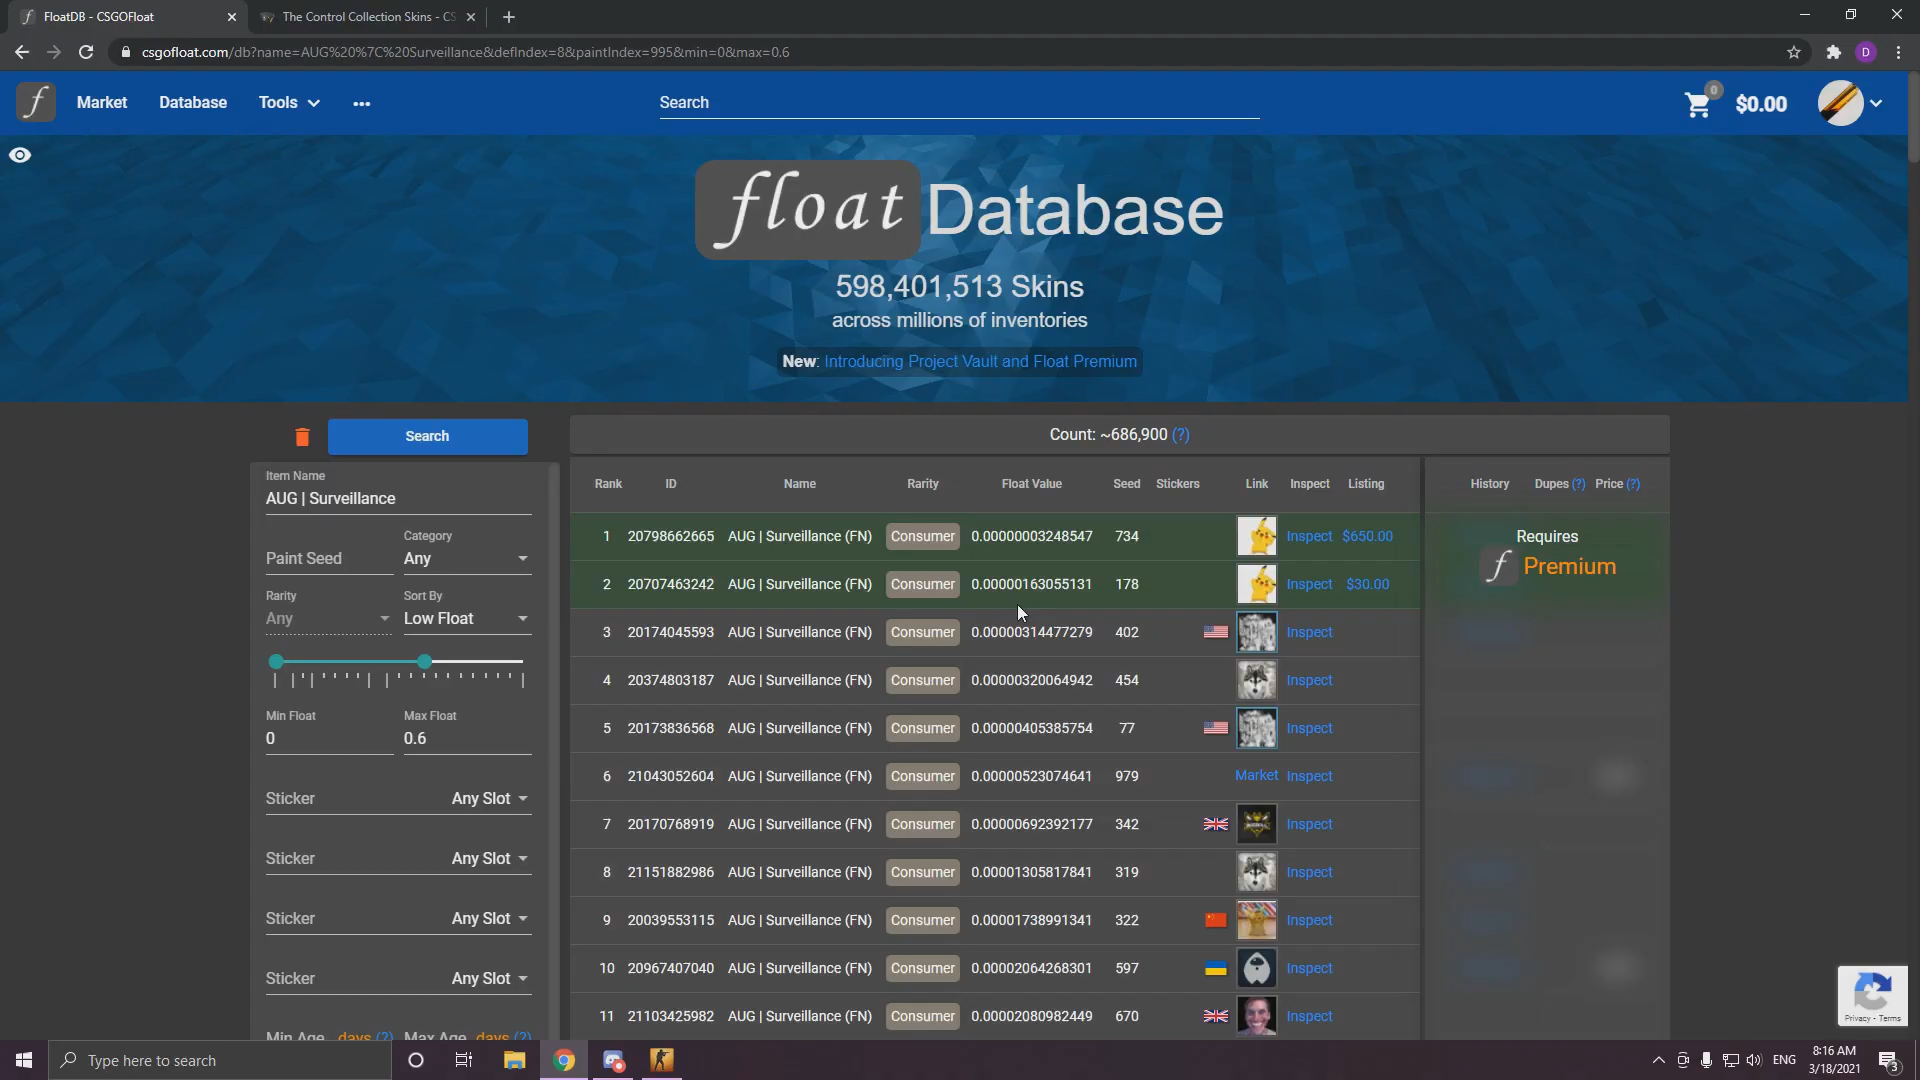 FloatDB - CSGOFloat
The Control Collection Skins - CS
csgofloat.com/db?name=AUG%20%7C%20Surveillance&defIndex=8&paintIndex=995&min=0&max=0.6
D
f Market Database Tools ••• Search 0 $0.00
float Database
598,401,513 Skins
across millions of inventories
New: Introducing Project Vault and Float Premium
Search
Count: ~686,900 (?)
Item Name
AUG | Surveillance
Paint Seed
Category
Any
Rarity
Any
Sort By
Low Float
Min Float
0
Max Float
0.6
Sticker Any Slot
Sticker Any Slot
Sticker Any Slot
Sticker Any Slot
Min Age days (?) Max Age days (?)
Rank ID Name Rarity Float Value Seed Stickers Link Inspect Listing
1 20798662665 AUG | Surveillance (FN) Consumer 0.00000003248547 734 Inspect $650.00
2 20707463242 AUG | Surveillance (FN) Consumer 0.00000163055131 178 Inspect $30.00
3 20174045593 AUG | Surveillance (FN) Consumer 0.00000314477279 402 Inspect
4 20374803187 AUG | Surveillance (FN) Consumer 0.00000320064942 454 Inspect
5 20173836568 AUG | Surveillance (FN) Consumer 0.00000405385754 77 Inspect
6 21043052604 AUG | Surveillance (FN) Consumer 0.00000523074641 979 Market Inspect
7 20170768919 AUG | Surveillance (FN) Consumer 0.00000692392177 342 Inspect
8 21151882986 AUG | Surveillance (FN) Consumer 0.00001305817841 319 Inspect
9 20039553115 AUG | Surveillance (FN) Consumer 0.00001738991341 322 Inspect
10 20967407040 AUG | Surveillance (FN) Consumer 0.00002064268301 597 Inspect
11 21103425982 AUG | Surveillance (FN) Consumer 0.00002080982449 670 Inspect
History Dupes (?) Price (?)
Requires
f Premium
Privacy - Terms
Type here to search
ENG
8:16 AM
3/18/2021
3